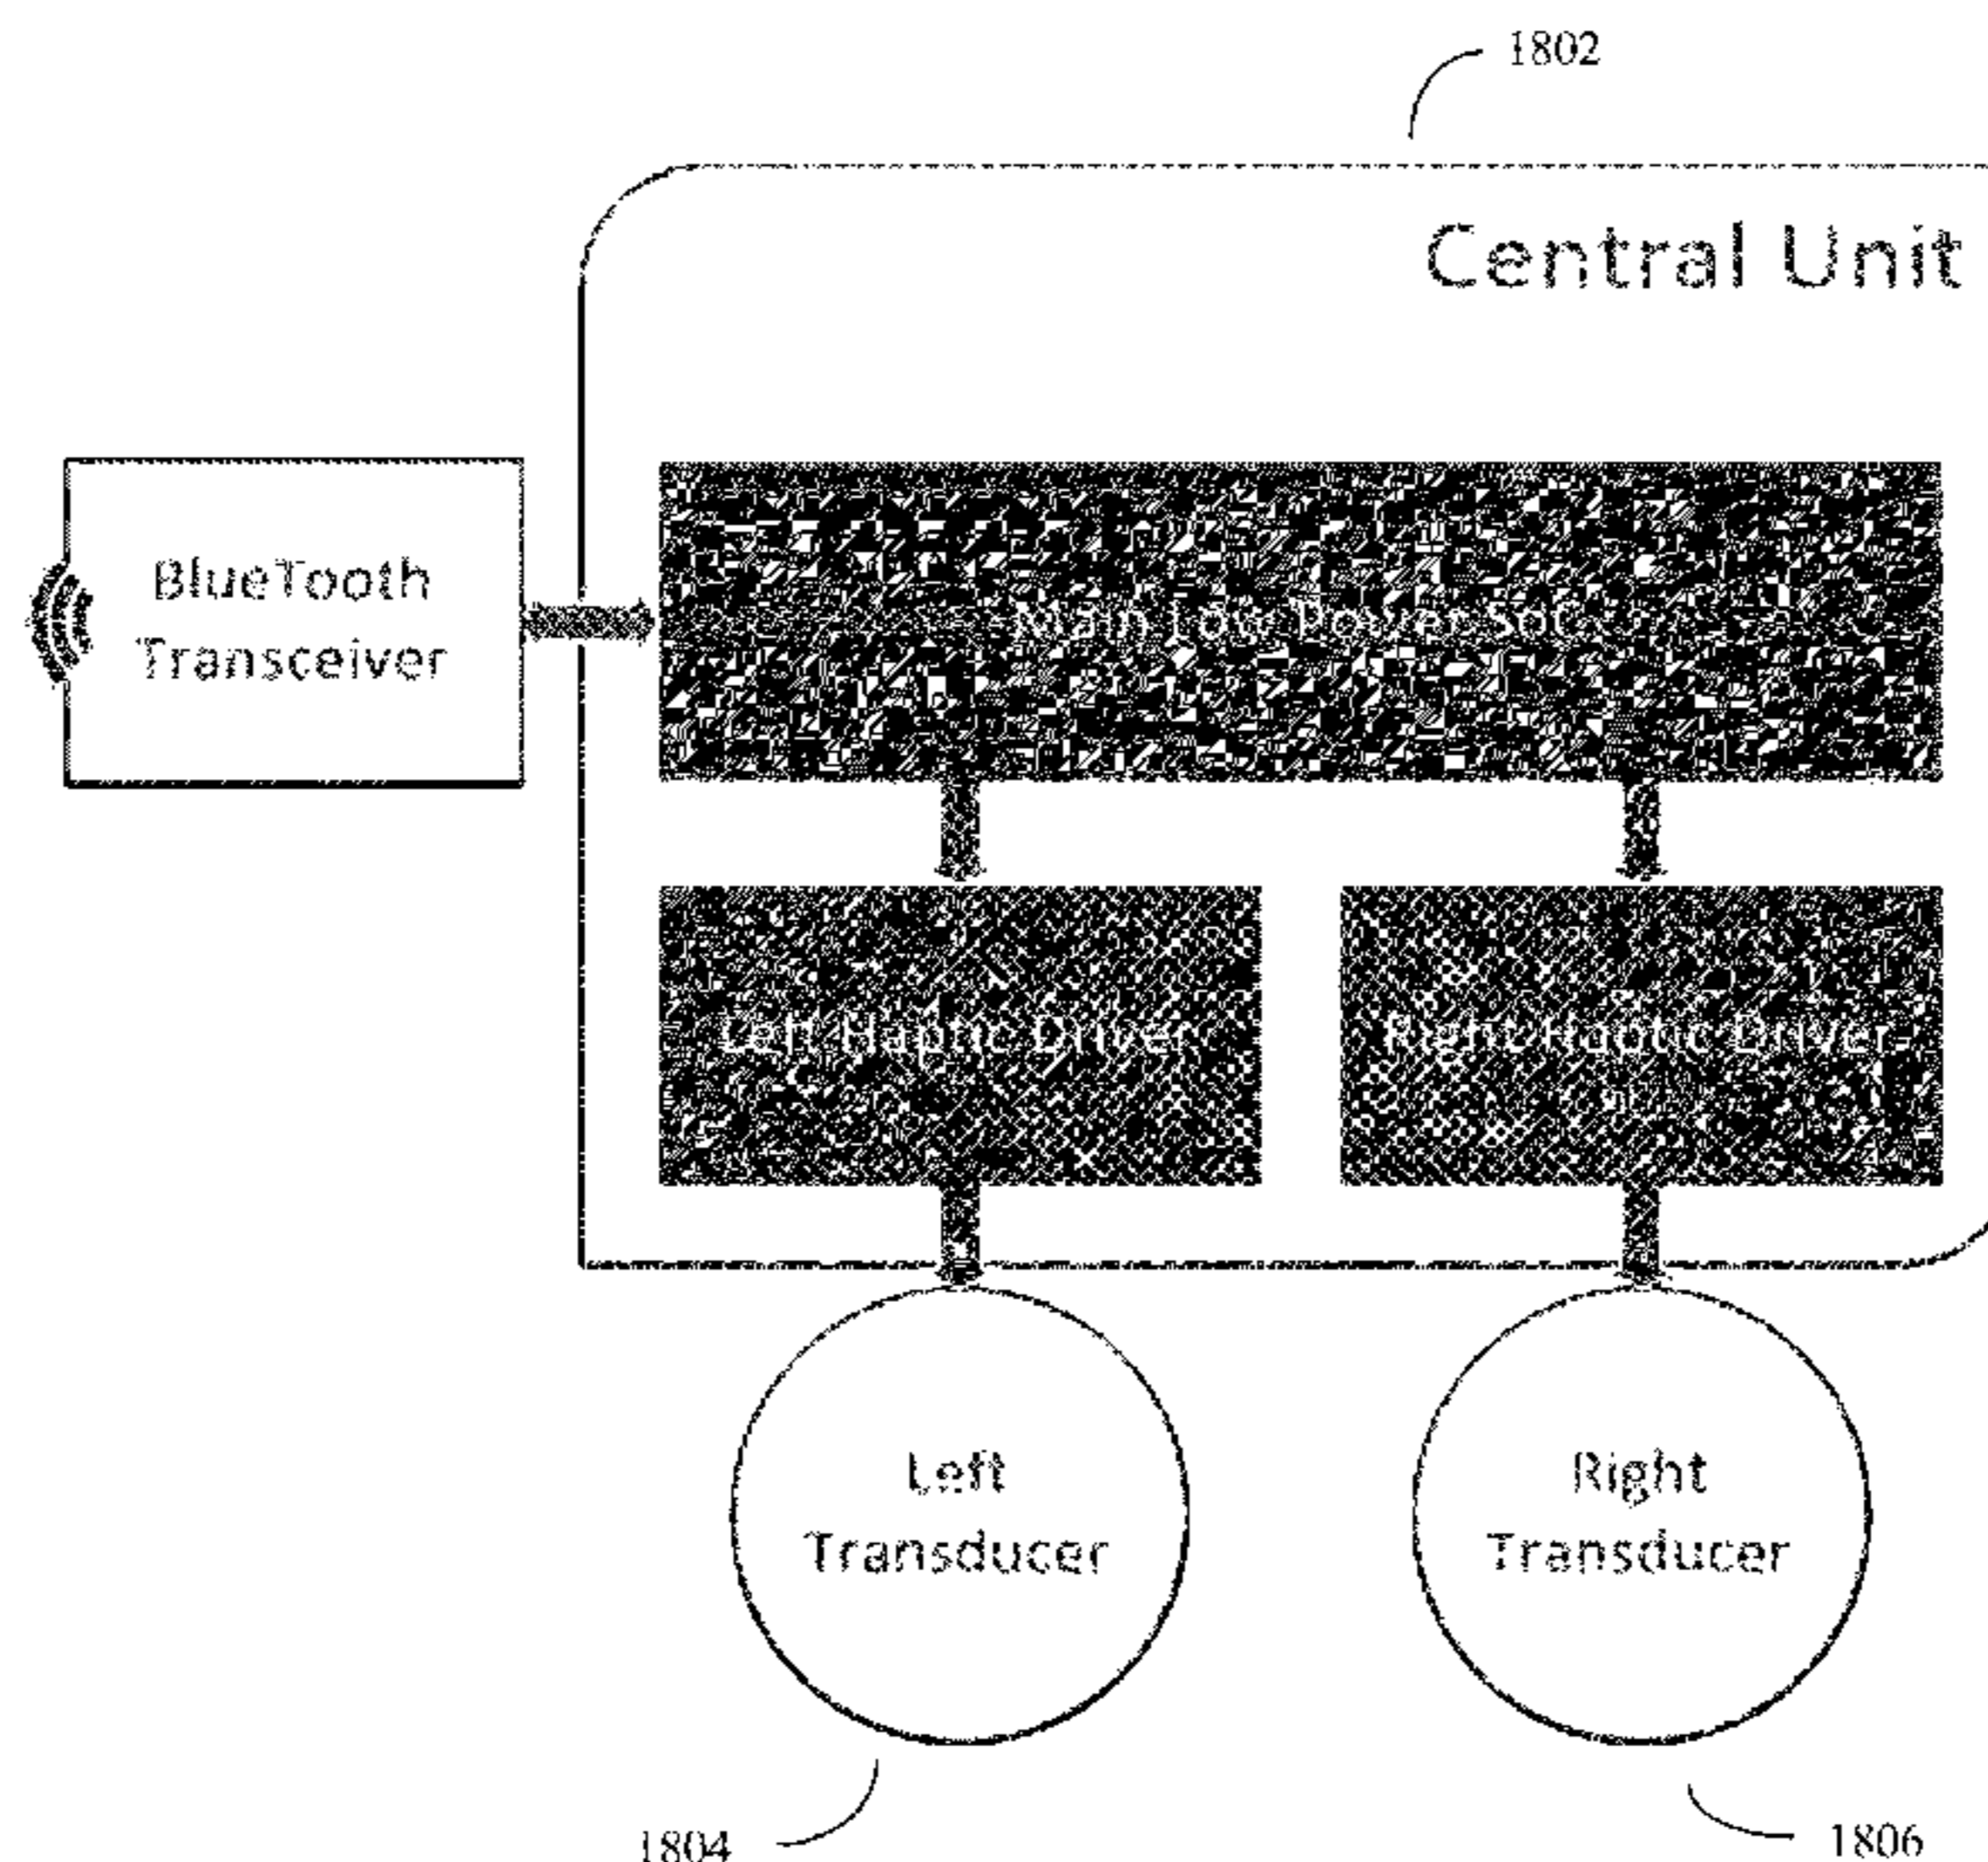 1802
Central Unit
BlueTooth
Transceiver
Main Low Power SoC
Left Haptic Driver
Right Haptic Driver
Left
Transducer
Right
Transducer
1804
1806